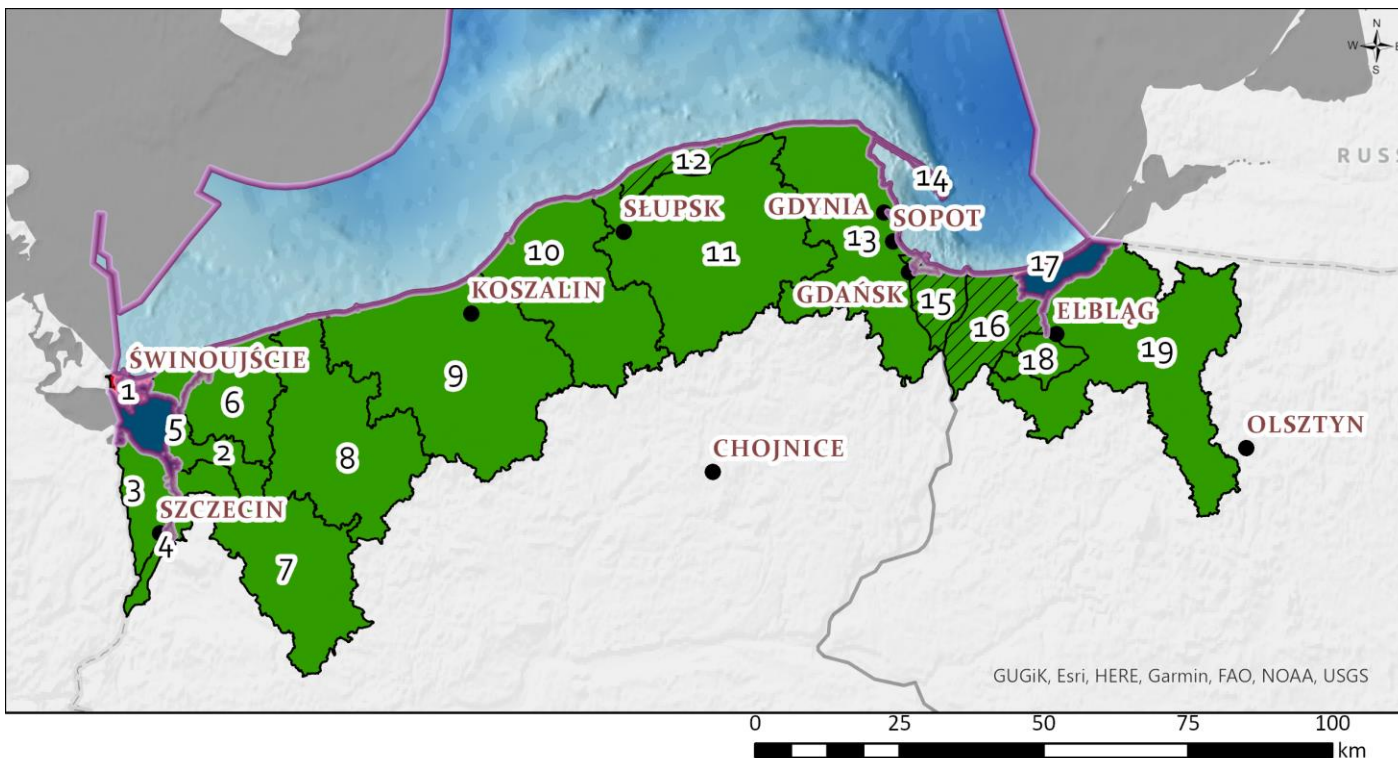 N
W E
S
RUSS
12
14
SŁUPSK
GDYNIA
SOPOT
13
10
11
17
KOSZALIN
GDAŃSK
15
16
ELBLĄG
ŚWINOUJŚCIE
18
19
1
9
6
5
2
8
OLSZTYN
CHOJNICE
3
SZCZECIN
4
7
GUGiK, Esri, HERE, Garmin, FAO, NOAA, USGS
0 25 50 75 100
km